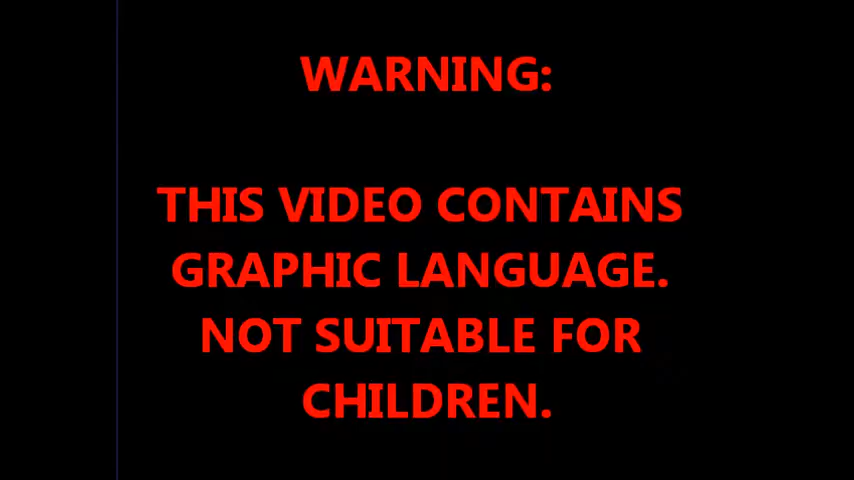 WARNING:
THIS VIDEO CONTAINS
GRAPHIC LANGUAGE.
NOT SUITABLE FOR
CHILDREN.